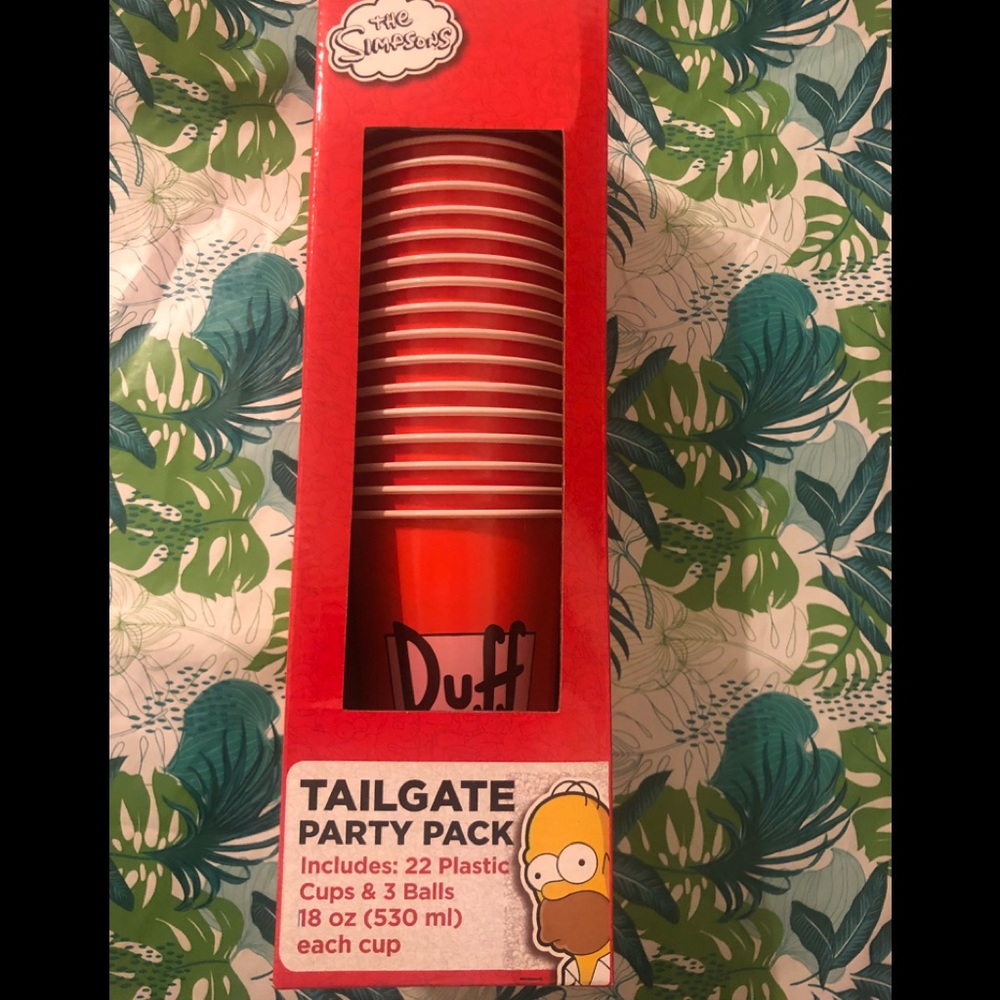 THE
SIMPSONS
Duff
TAILGATE
PARTY PACK
Includes: 22 Plastic
Cups & 3 Balls
18 oz (530 ml)
each cup